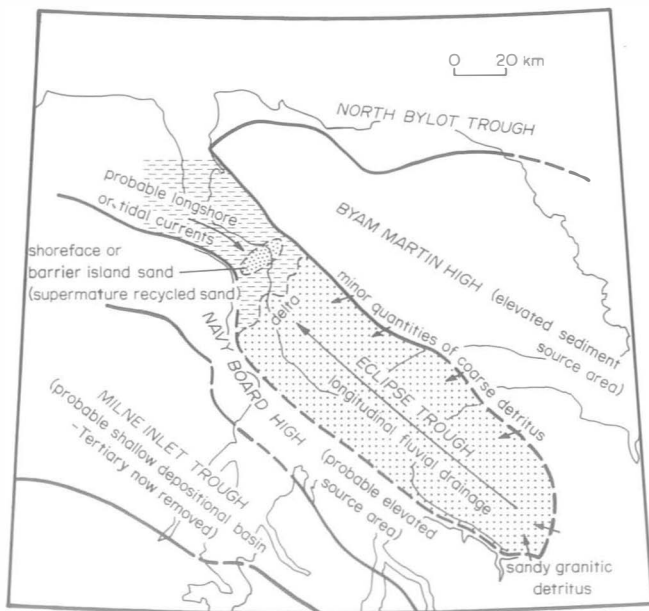 0 20 km
NORTH BYLOT TROUGH
probable longshore
or tidal currents
BYAM MARTIN HIGH (elevated sediment
source area)
shoreface or
barrier island sand
(supermature recycled sand)
minor quantities of coarse detritus
delta
ECLIPSE TROUGH
longitudinal fluvial drainage
NAVY BOARD HIGH (probable elevated
source area)
MILNE INLET TROUGH
(probable shallow depositional basin
-Tertiary now removed)
sandy granitic
detritus